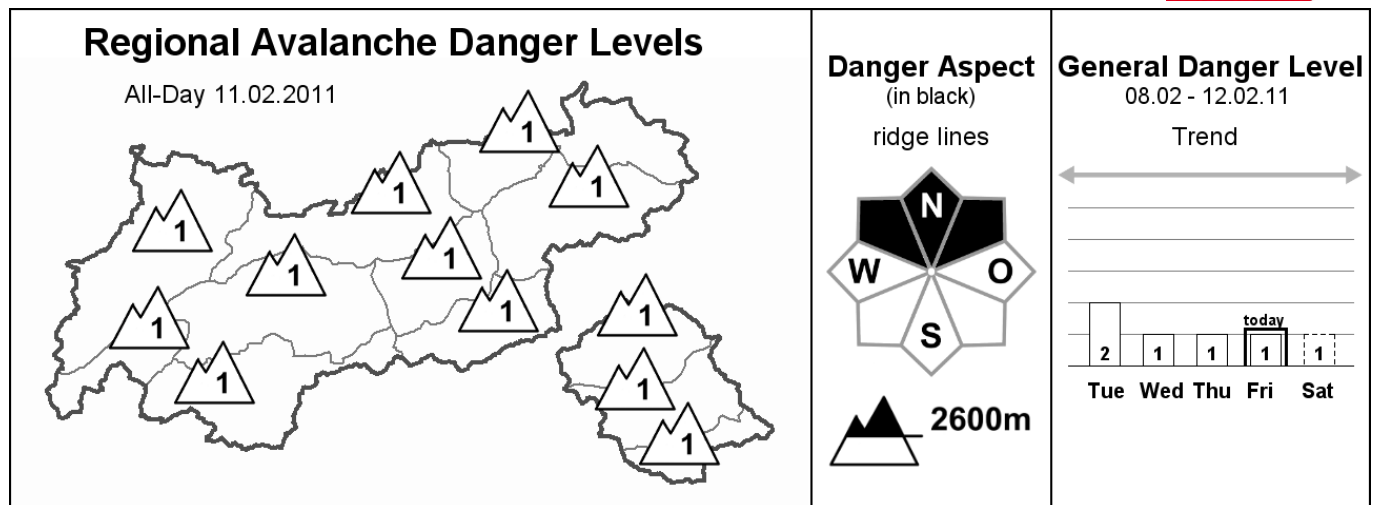 Regional Avalanche Danger Levels
All-Day 11.02.2011
1
1
1
1
1
1
1
1
1
1
1
1
Danger Aspect
(in black)
ridge lines
N
W O
S
2600m
General Danger Level
08.02 - 12.02.11
Trend
today
2 1 1 1 1
Tue Wed Thu Fri Sat